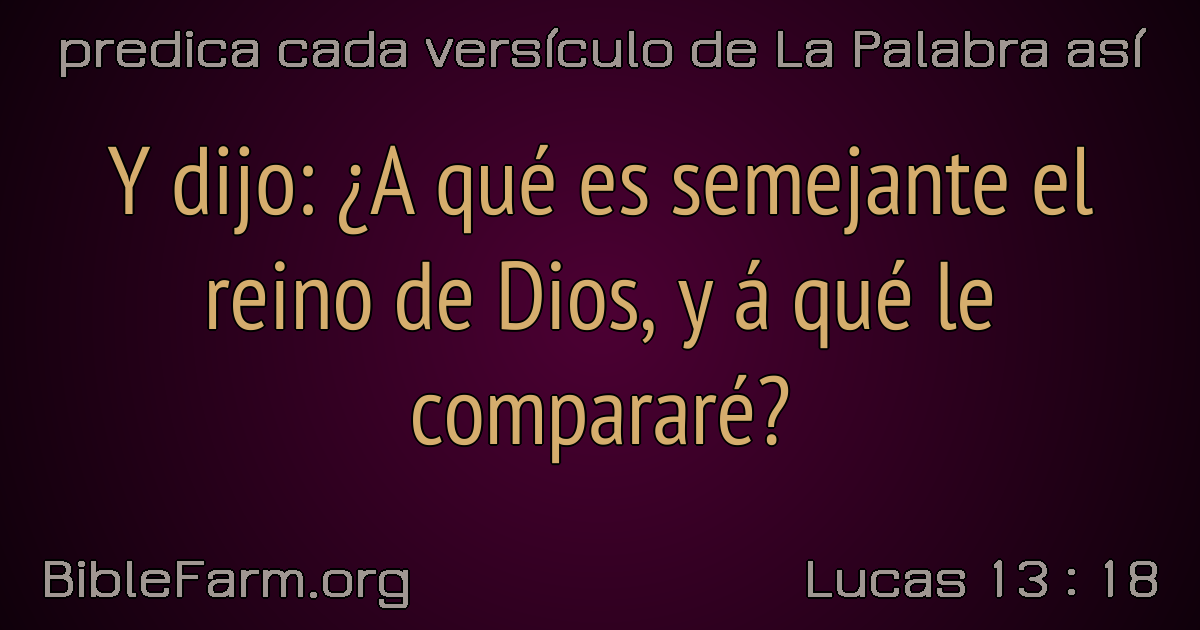 predica cada versículo de La Palabra así
Y dijo: ¿A qué es semejante el
reino de Dios, y á qué le
compararé?
BibleFarm.org
Lucas 13 : 18